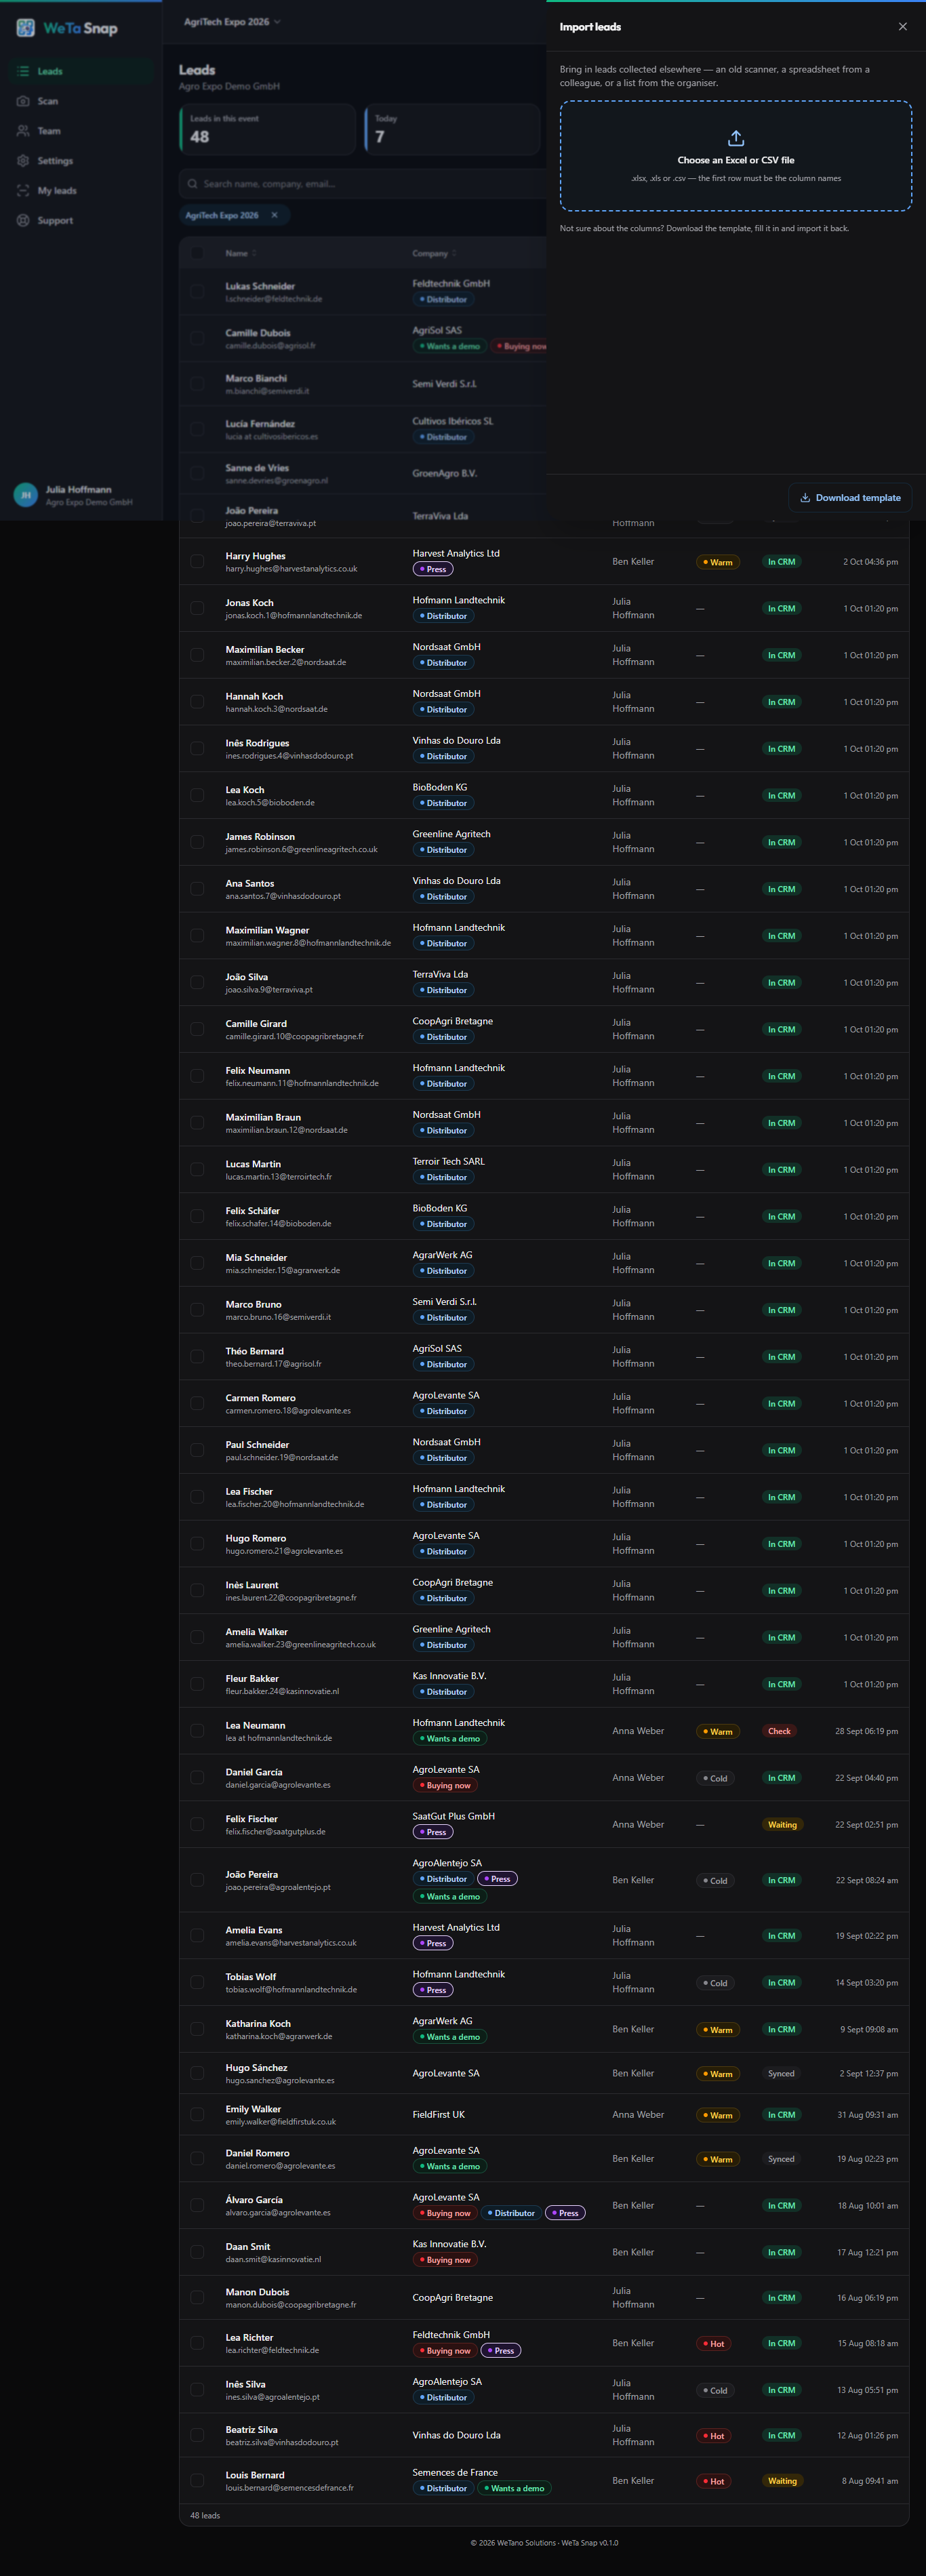 WeTa Snap
Leads
Scan
Team
Settings
My leads
Support
JH
Julia Hoffmann
Agro Expo Demo GmbH
AgriTech Expo 2026
Leads
Agro Expo Demo GmbH
Leads in this event
48
Today
7
Search name, company, email...
AgriTech Expo 2026
Name Company
Lukas Schneider
l.schneider@feldtechnik.de
Feldtechnik GmbH
Distributor
Camille Dubois
camille.dubois@agrisol.fr
AgriSol SAS
Wants a demo Buying now
Marco Bianchi
m.bianchi@semiverdi.it
Semi Verdi S.r.l.
Lucía Fernández
lucia at cultivosibericos.es
Cultivos Ibéricos SL
Distributor
Sanne de Vries
sanne.devries@groenagro.nl
GroenAgro B.V.
João Pereira
joao.pereira@terraviva.pt
TerraViva Lda
Hoffmann
Import leads
Bring in leads collected elsewhere — an old scanner, a spreadsheet from a
colleague, or a list from the organiser.
Choose an Excel or CSV file
.xlsx, .xls or .csv — the first row must be the column names
Not sure about the columns? Download the template, fill it in and import it back.
Download template
Harry Hughes
harry.hughes@harvestanalytics.co.uk
Harvest Analytics Ltd
Press
Ben Keller Warm In CRM 2 Oct 04:36 pm
Jonas Koch
jonas.koch.1@hofmannlandtechnik.de
Hofmann Landtechnik
Distributor
Julia
Hoffmann
— In CRM 1 Oct 01:20 pm
Maximilian Becker
maximilian.becker.2@nordsaat.de
Nordsaat GmbH
Distributor
Julia
Hoffmann
— In CRM 1 Oct 01:20 pm
Hannah Koch
hannah.koch.3@nordsaat.de
Nordsaat GmbH
Distributor
Julia
Hoffmann
— In CRM 1 Oct 01:20 pm
Inês Rodrigues
ines.rodrigues.4@vinhasdodouro.pt
Vinhas do Douro Lda
Distributor
Julia
Hoffmann
— In CRM 1 Oct 01:20 pm
Lea Koch
lea.koch.5@bioboden.de
BioBoden KG
Distributor
Julia
Hoffmann
— In CRM 1 Oct 01:20 pm
James Robinson
james.robinson.6@greenlineagritech.co.uk
Greenline Agritech
Distributor
Julia
Hoffmann
— In CRM 1 Oct 01:20 pm
Ana Santos
ana.santos.7@vinhasdodouro.pt
Vinhas do Douro Lda
Distributor
Julia
Hoffmann
— In CRM 1 Oct 01:20 pm
Maximilian Wagner
maximilian.wagner.8@hofmannlandtechnik.de
Hofmann Landtechnik
Distributor
Julia
Hoffmann
— In CRM 1 Oct 01:20 pm
João Silva
joao.silva.9@terraviva.pt
TerraViva Lda
Distributor
Julia
Hoffmann
— In CRM 1 Oct 01:20 pm
Camille Girard
camille.girard.10@coopagribretagne.fr
CoopAgri Bretagne
Distributor
Julia
Hoffmann
— In CRM 1 Oct 01:20 pm
Felix Neumann
felix.neumann.11@hofmannlandtechnik.de
Hofmann Landtechnik
Distributor
Julia
Hoffmann
— In CRM 1 Oct 01:20 pm
Maximilian Braun
maximilian.braun.12@nordsaat.de
Nordsaat GmbH
Distributor
Julia
Hoffmann
— In CRM 1 Oct 01:20 pm
Lucas Martin
lucas.martin.13@terroirtech.fr
Terroir Tech SARL
Distributor
Julia
Hoffmann
— In CRM 1 Oct 01:20 pm
Felix Schäfer
felix.schafer.14@bioboden.de
BioBoden KG
Distributor
Julia
Hoffmann
— In CRM 1 Oct 01:20 pm
Mia Schneider
mia.schneider.15@agrarwerk.de
AgrarWerk AG
Distributor
Julia
Hoffmann
— In CRM 1 Oct 01:20 pm
Marco Bruno
marco.bruno.16@semiverdi.it
Semi Verdi S.r.l.
Distributor
Julia
Hoffmann
— In CRM 1 Oct 01:20 pm
Théo Bernard
theo.bernard.17@agrisol.fr
AgriSol SAS
Distributor
Julia
Hoffmann
— In CRM 1 Oct 01:20 pm
Carmen Romero
carmen.romero.18@agrolevante.es
AgroLevante SA
Distributor
Julia
Hoffmann
— In CRM 1 Oct 01:20 pm
Paul Schneider
paul.schneider.19@nordsaat.de
Nordsaat GmbH
Distributor
Julia
Hoffmann
— In CRM 1 Oct 01:20 pm
Lea Fischer
lea.fischer.20@hofmannlandtechnik.de
Hofmann Landtechnik
Distributor
Julia
Hoffmann
— In CRM 1 Oct 01:20 pm
Hugo Romero
hugo.romero.21@agrolevante.es
AgroLevante SA
Distributor
Julia
Hoffmann
— In CRM 1 Oct 01:20 pm
Inès Laurent
ines.laurent.22@coopagribretagne.fr
CoopAgri Bretagne
Distributor
Julia
Hoffmann
— In CRM 1 Oct 01:20 pm
Amelia Walker
amelia.walker.23@greenlineagritech.co.uk
Greenline Agritech
Distributor
Julia
Hoffmann
— In CRM 1 Oct 01:20 pm
Fleur Bakker
fleur.bakker.24@kasinnovatie.nl
Kas Innovatie B.V.
Distributor
Julia
Hoffmann
— In CRM 1 Oct 01:20 pm
Lea Neumann
lea at hofmannlandtechnik.de
Hofmann Landtechnik
Wants a demo
Anna Weber Warm Check 28 Sept 06:19 pm
Daniel García
daniel.garcia@agrolevante.es
AgroLevante SA
Buying now
Anna Weber Cold In CRM 22 Sept 04:40 pm
Felix Fischer
felix.fischer@saatgutplus.de
SaatGut Plus GmbH
Press
Anna Weber — Waiting 22 Sept 02:51 pm
João Pereira
joao.pereira@agroalentejo.pt
AgroAlentejo SA
Distributor Press
Wants a demo
Ben Keller Cold In CRM 22 Sept 08:24 am
Amelia Evans
amelia.evans@harvestanalytics.co.uk
Harvest Analytics Ltd
Press
Julia
Hoffmann
— In CRM 19 Sept 02:22 pm
Tobias Wolf
tobias.wolf@hofmannlandtechnik.de
Hofmann Landtechnik
Press
Julia
Hoffmann
Cold In CRM 14 Sept 03:20 pm
Katharina Koch
katharina.koch@agrarwerk.de
AgrarWerk AG
Wants a demo
Ben Keller Warm In CRM 9 Sept 09:08 am
Hugo Sánchez
hugo.sanchez@agrolevante.es
AgroLevante SA
Ben Keller Warm Synced 2 Sept 12:37 pm
Emily Walker
emily.walker@fieldfirstuk.co.uk
FieldFirst UK
Anna Weber Warm In CRM 31 Aug 09:31 am
Daniel Romero
daniel.romero@agrolevante.es
AgroLevante SA
Wants a demo
Ben Keller Warm Synced 19 Aug 02:23 pm
Álvaro García
alvaro.garcia@agrolevante.es
AgroLevante SA
Buying now Distributor Press
Ben Keller — In CRM 18 Aug 10:01 am
Daan Smit
daan.smit@kasinnovatie.nl
Kas Innovatie B.V.
Buying now
Ben Keller — In CRM 17 Aug 12:21 pm
Manon Dubois
manon.dubois@coopagribretagne.fr
CoopAgri Bretagne
Julia
Hoffmann
— In CRM 16 Aug 06:19 pm
Lea Richter
lea.richter@feldtechnik.de
Feldtechnik GmbH
Buying now Press
Ben Keller Hot In CRM 15 Aug 08:18 am
Inês Silva
ines.silva@agroalentejo.pt
AgroAlentejo SA
Distributor
Julia
Hoffmann
Cold In CRM 13 Aug 05:51 pm
Beatriz Silva
beatriz.silva@vinhasdodouro.pt
Vinhas do Douro Lda
Julia
Hoffmann
Hot In CRM 12 Aug 01:26 pm
Louis Bernard
louis.bernard@semencesdefrance.fr
Semences de France
Distributor Wants a demo
Ben Keller Hot Waiting 8 Aug 09:41 am
48 leads
© 2026 WeTano Solutions · WeTa Snap v0.1.0